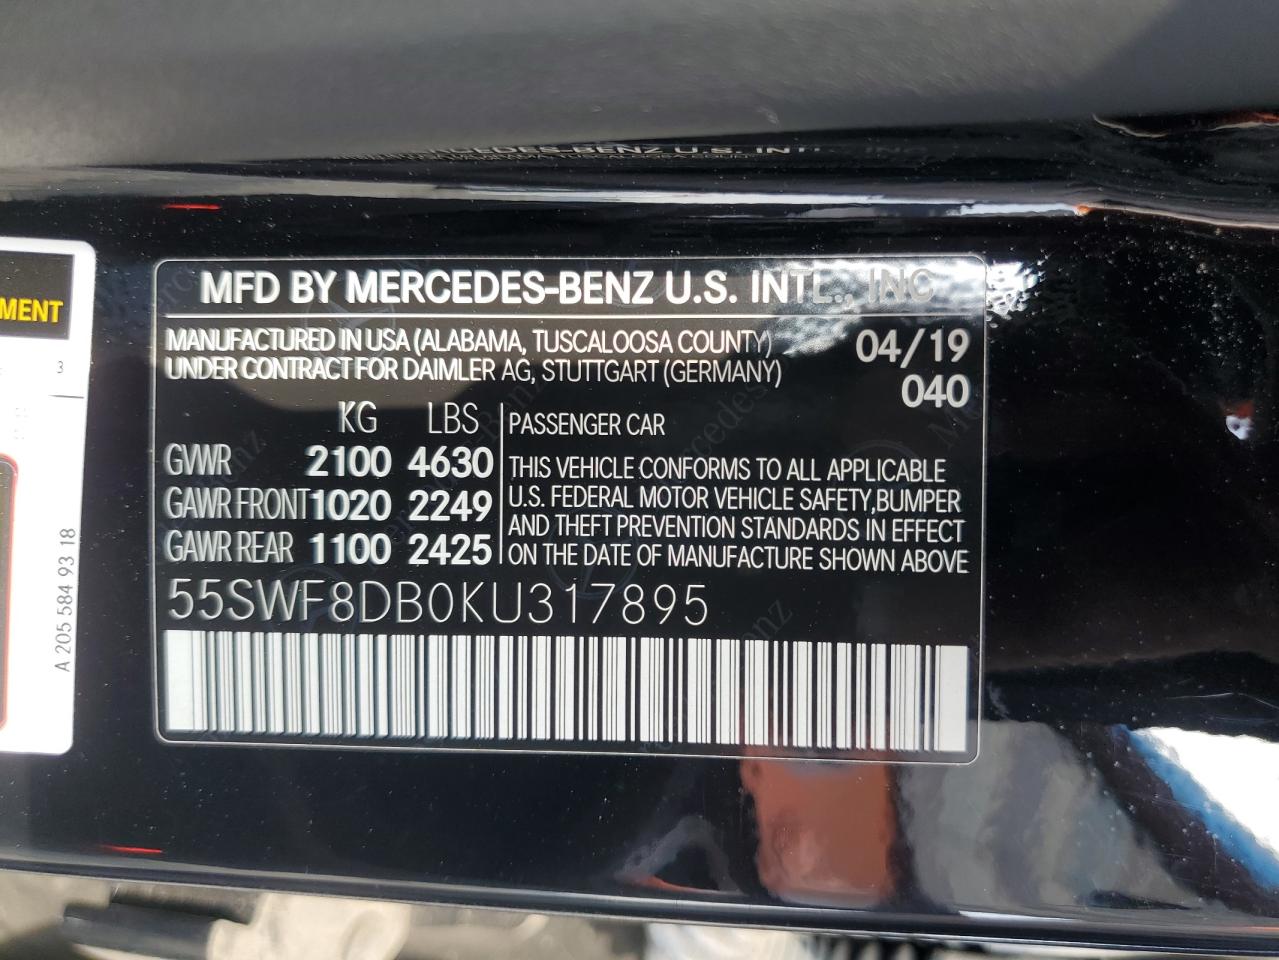 MFD BY MERCEDES-BENZ U.S. INTL., INC
MANUFACTURED IN USA (ALABAMA, TUSCALOOSA COUNTY) 04/19
UNDER CONTRACT FOR DAIMLER AG, STUTTGART (GERMANY)
040
KG LBS
GVWR 2100 4630
GAWR FRONT 1020 2249
GAWR REAR 1100 2425
PASSENGER CAR
THIS VEHICLE CONFORMS TO ALL APPLICABLE
U.S. FEDERAL MOTOR VEHICLE SAFETY, BUMPER
AND THEFT PREVENTION STANDARDS IN EFFECT
ON THE DATE OF MANUFACTURE SHOWN ABOVE
55SWF8DB0KU317895
MENT
3
A 205 584 93 18